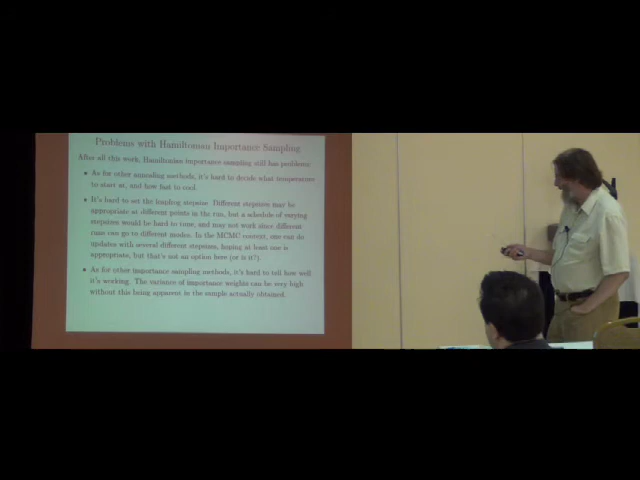 Problems with Hamiltonian Importance Sampling
After all this work, Hamiltonian importance sampling still has problems:
• As for other annealing methods, it's hard to decide what temperature
to start at, and how fast to cool.
• It's hard to set the leapfrog stepsize. Different stepsizes may be
appropriate at different points in the run, but a schedule of varying
stepsizes would be hard to tune, and may not work since different
runs can go to different modes. In the MCMC context, one can do
updates with several different stepsizes, hoping at least one is
appropriate, but that's not an option here (or is it?).
• As for other importance sampling methods, it's hard to tell how well
it's working. The variance of importance weights can be very high
without this being apparent in the sample actually obtained.